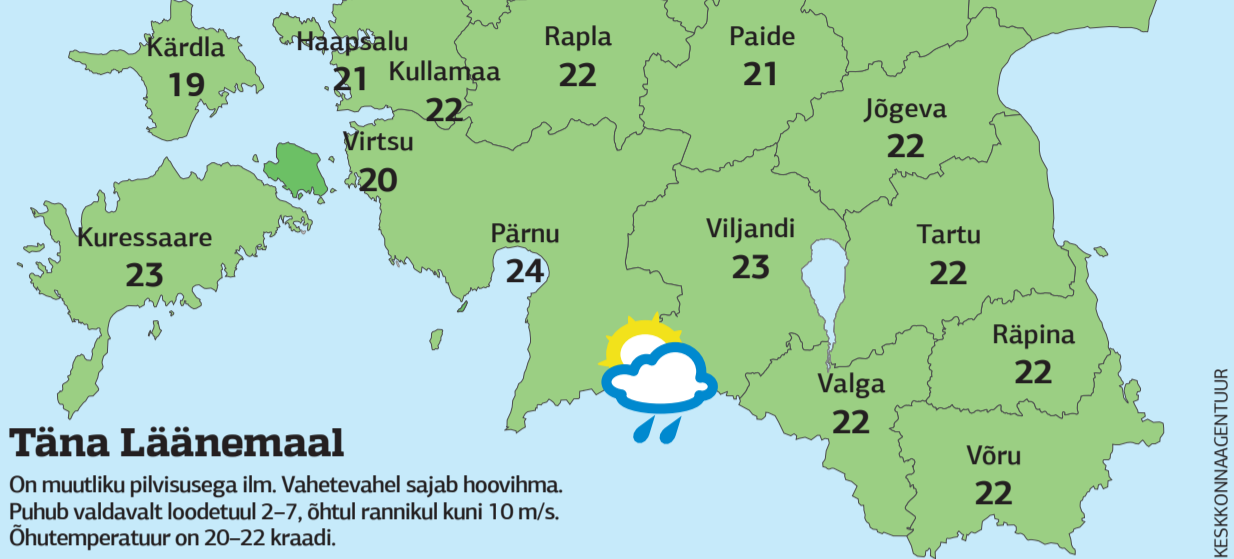 Kärdla
19
Haapsalu
21
Kullamaa
22
Rapla
22
Paide
21
Jõgeva
22
Virtsu
20
Kuressaare
23
Pärnu
24
Viljandi
23
Tartu
22
Räpina
22
Valga
22
Võru
22
Täna Läänemaal
On muutliku pilvisusega ilm. Vahetevahel sajab hoovihma.
Puhub valdavalt loodetuul 2–7, õhtul rannikul kuni 10 m/s.
Õhutemperatuur on 20–22 kraadi.
KESKKONNAAGENTUUR